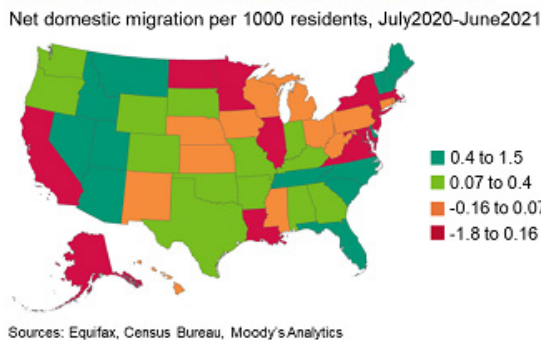 Net domestic migration per 1000 residents, July2020-June2021
0.4 to 1.5
0.07 to 0.4
-0.16 to 0.07
-1.8 to 0.16
Sources: Equifax, Census Bureau, Moody'sAnalytics